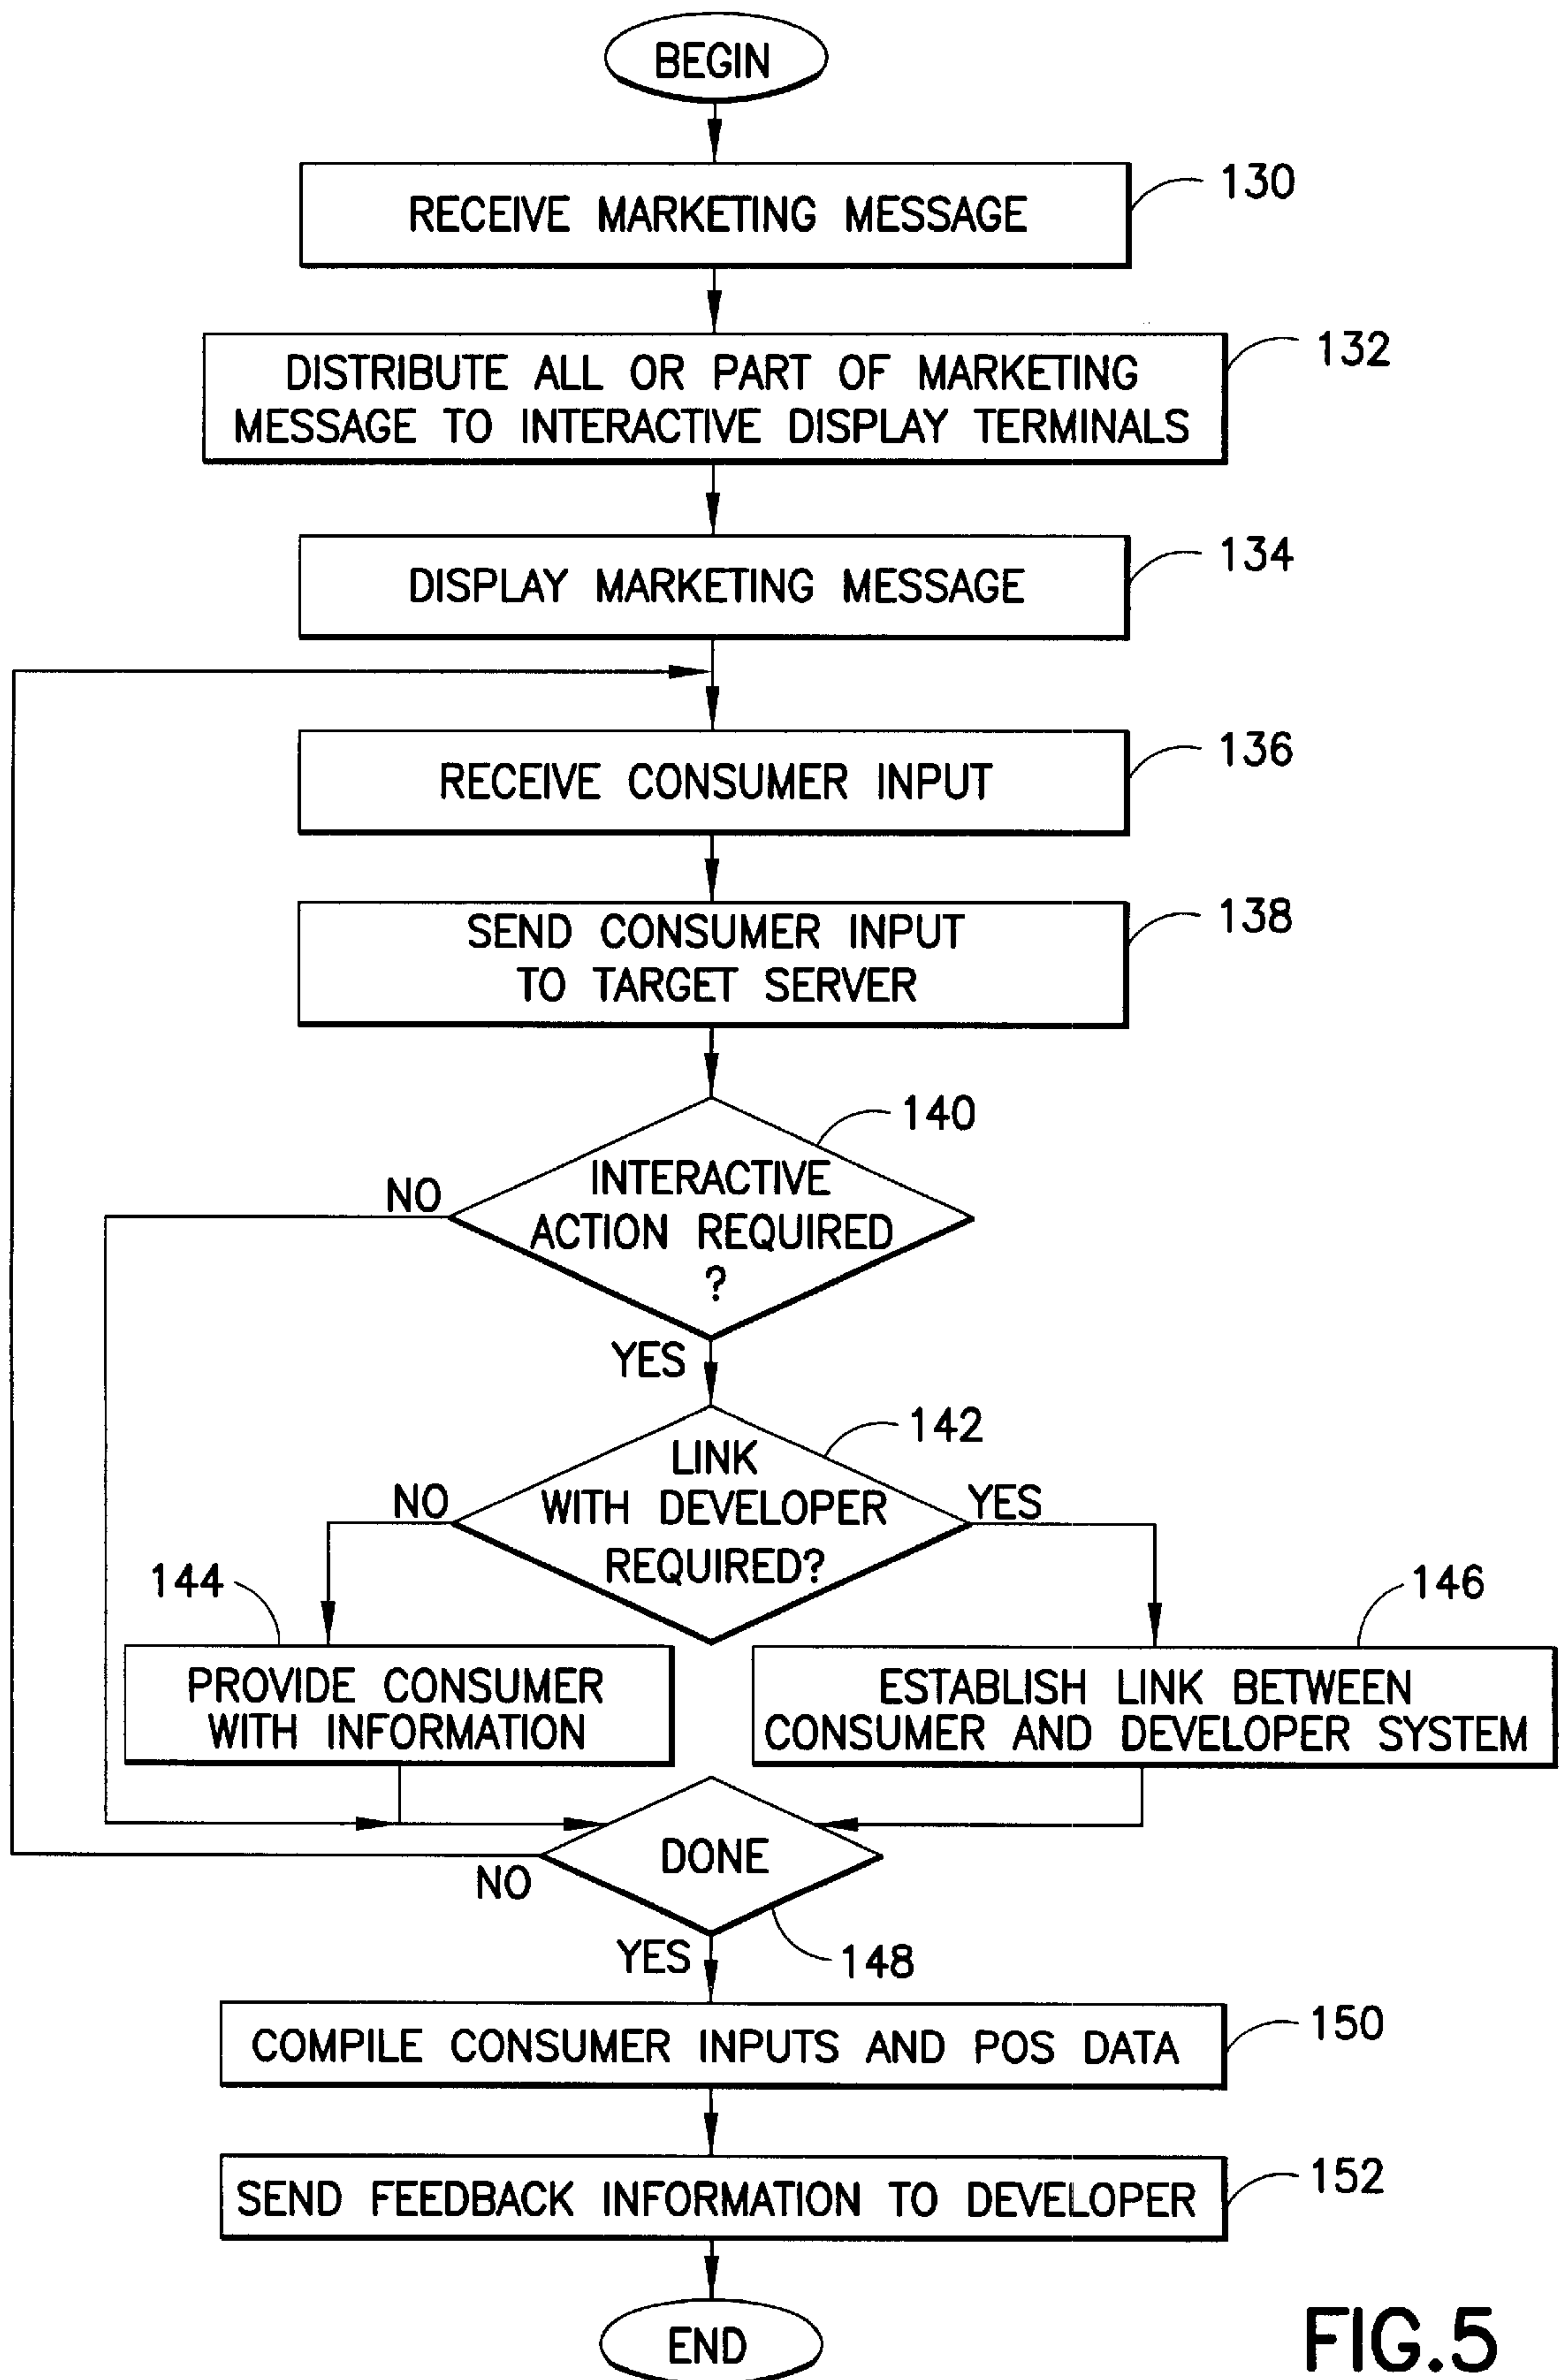 BEGIN
RECEIVE MARKETING MESSAGE
130
DISTRIBUTE ALL OR PART OF MARKETING
MESSAGE TO INTERACTIVE DISPLAY TERMINALS
132
DISPLAY MARKETING MESSAGE
134
RECEIVE CONSUMER INPUT
136
SEND CONSUMER INPUT
TO TARGET SERVER
138
140
INTERACTIVE
ACTION REQUIRED
?
NO
YES
142
LINK
WITH DEVELOPER
REQUIRED?
NO
YES
144
146
PROVIDE CONSUMER
WITH INFORMATION
ESTABLISH LINK BETWEEN
CONSUMER AND DEVELOPER SYSTEM
DONE
NO
YES
148
COMPILE CONSUMER INPUTS AND POS DATA
150
SEND FEEDBACK INFORMATION TO DEVELOPER
152
END
FIG.5